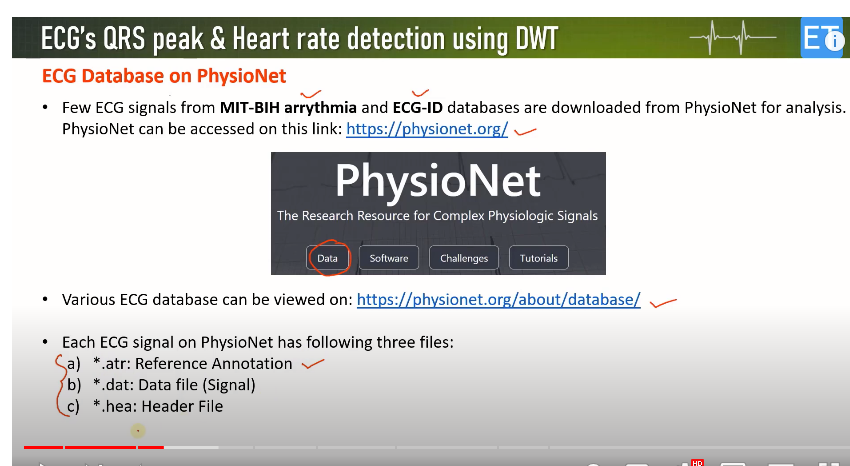 ECG's QRS peak & Heart rate detection using DWT
ET
ECG Database on PhysioNet
• Few ECG signals from MIT-BIH arrythmia and ECG-ID databases are downloaded from PhysioNet for analysis.
PhysioNet can be accessed on this link: https://physionet.org/
PhysioNet
The Research Resource for Complex Physiologic Signals
Data Software Challenges Tutorials
• Various ECG database can be viewed on: https://physionet.org/about/database/
• Each ECG signal on PhysioNet has following three files:
a) *.atr: Reference Annotation
b) *.dat: Data file (Signal)
c) *.hea: Header File
HD